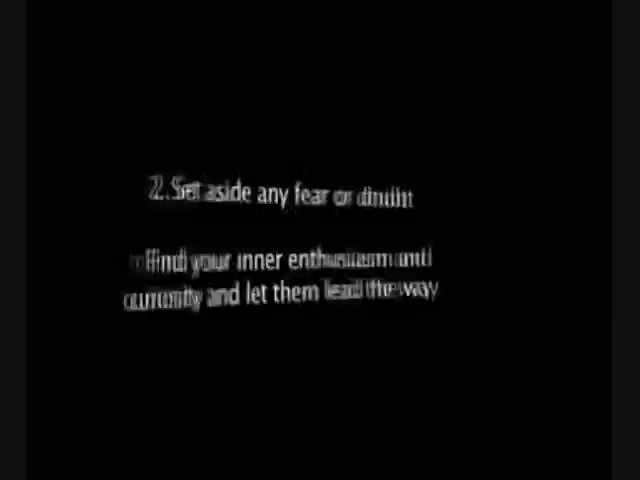 2. Set aside any fear or doubt
find your inner enthusiasm and
curiosity and let them lead the way